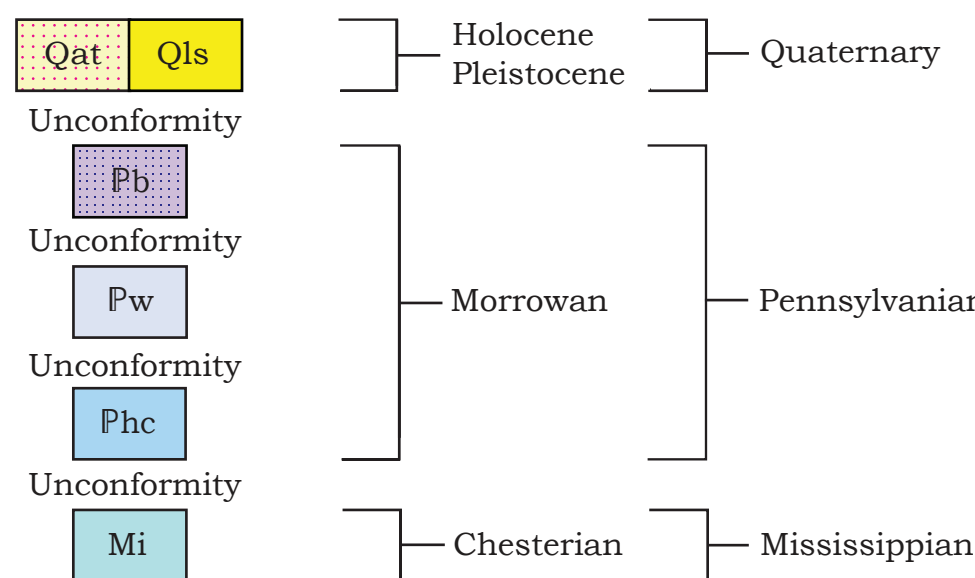 Qat Qls Holocene Pleistocene Quaternary
Unconformity
ℙb
Unconformity
ℙw Morrowan Pennsylvanian
Unconformity
ℙhc
Unconformity
Mi Chesterian Mississippian